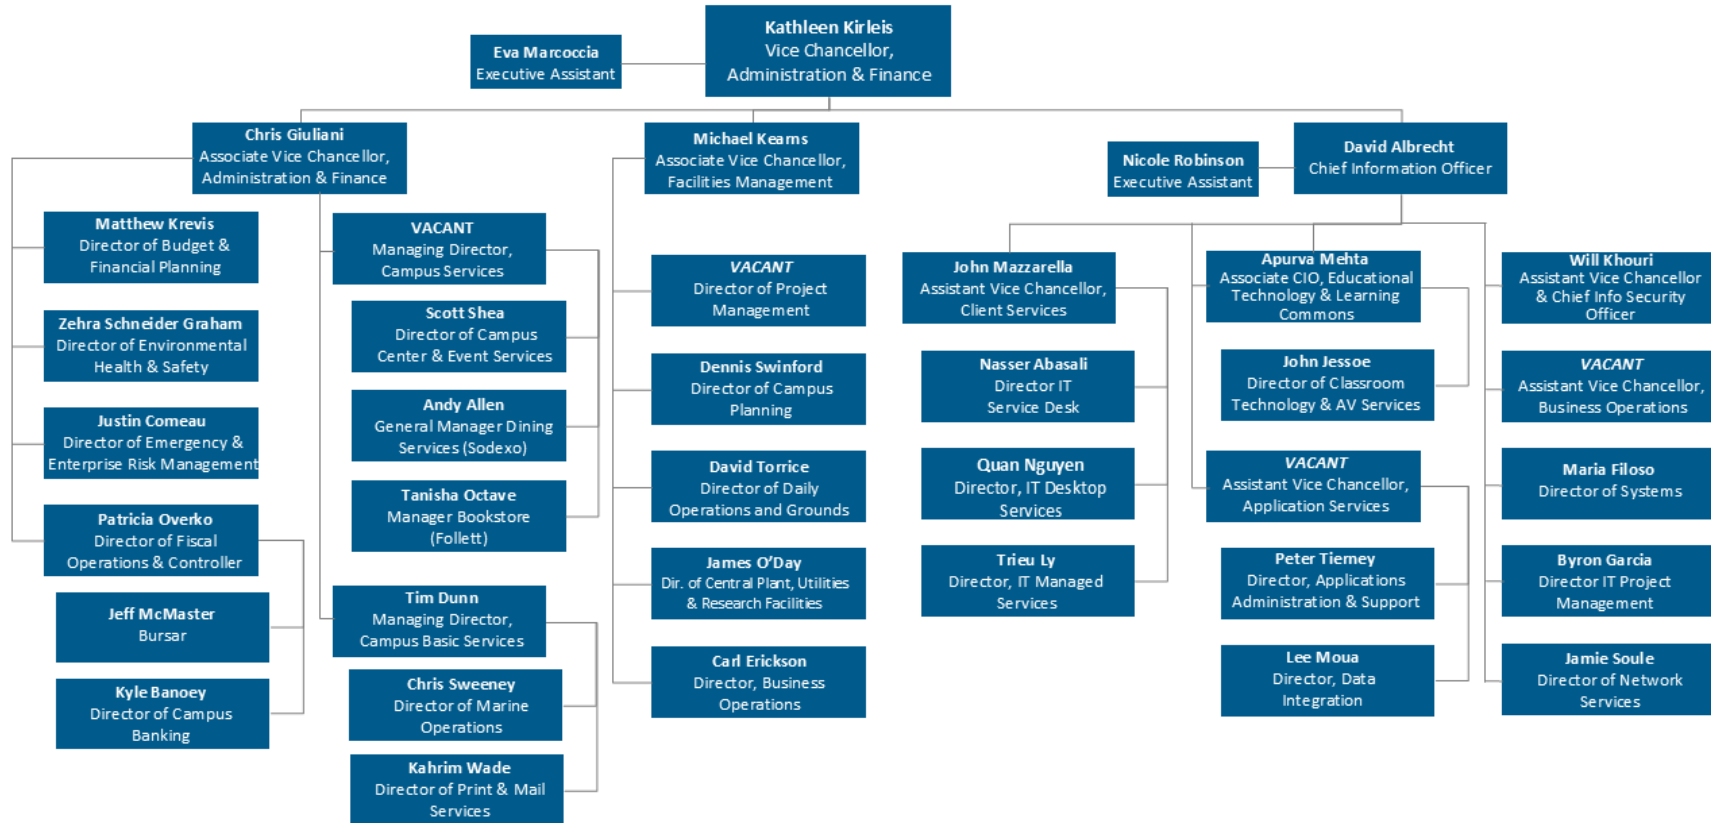 Kathleen Kirleis
Vice Chancellor,
Administration & Finance
Eva Marcoccia
Executive Assistant
Chris Giuliani
Associate Vice Chancellor,
Administration & Finance
Matthew Krevis
Director of Budget &
Financial Planning
Zehra Schneider Graham
Director of Environmental
Health & Safety
Justin Comeau
Director of Emergency &
Enterprise Risk Management
Patricia Overko
Director of Fiscal
Operations & Controller
Jeff McMaster
Bursar
Kyle Banoey
Director of Campus
Banking
VACANT
Managing Director,
Campus Services
Scott Shea
Director of Campus
Center & Event Services
Andy Allen
General Manager Dining
Services (Sodexo)
Tanisha Octave
Manager Bookstore
(Follett)
Tim Dunn
Managing Director,
Campus Basic Services
Chris Sweeney
Director of Marine
Operations
Kahrim Wade
Director of Print & Mail
Services
Michael Kearns
Associate Vice Chancellor,
Facilities Management
VACANT
Director of Project
Management
Dennis Swinford
Director of Campus
Planning
David Torrice
Director of Daily
Operations and Grounds
James O’Day
Dir. of Central Plant, Utilities
& Research Facilities
Carl Erickson
Director, Business
Operations
David Albrecht
Chief Information Officer
Nicole Robinson
Executive Assistant
John Mazzarella
Assistant Vice Chancellor,
Client Services
Nasser Abasali
Director IT
Service Desk
Quan Nguyen
Director, IT Desktop
Services
Trieu Ly
Director, IT Managed
Services
Apurva Mehta
Associate CIO, Educational
Technology & Learning
Commons
John Jessoe
Director of Classroom
Technology & AV Services
VACANT
Assistant Vice Chancellor,
Application Services
Peter Tierney
Director, Applications
Administration & Support
Lee Moua
Director, Data
Integration
Will Khouri
Assistant Vice Chancellor
& Chief Info Security
Officer
VACANT
Assistant Vice Chancellor,
Business Operations
Maria Filoso
Director of Systems
Byron Garcia
Director IT Project
Management
Jamie Soule
Director of Network
Services